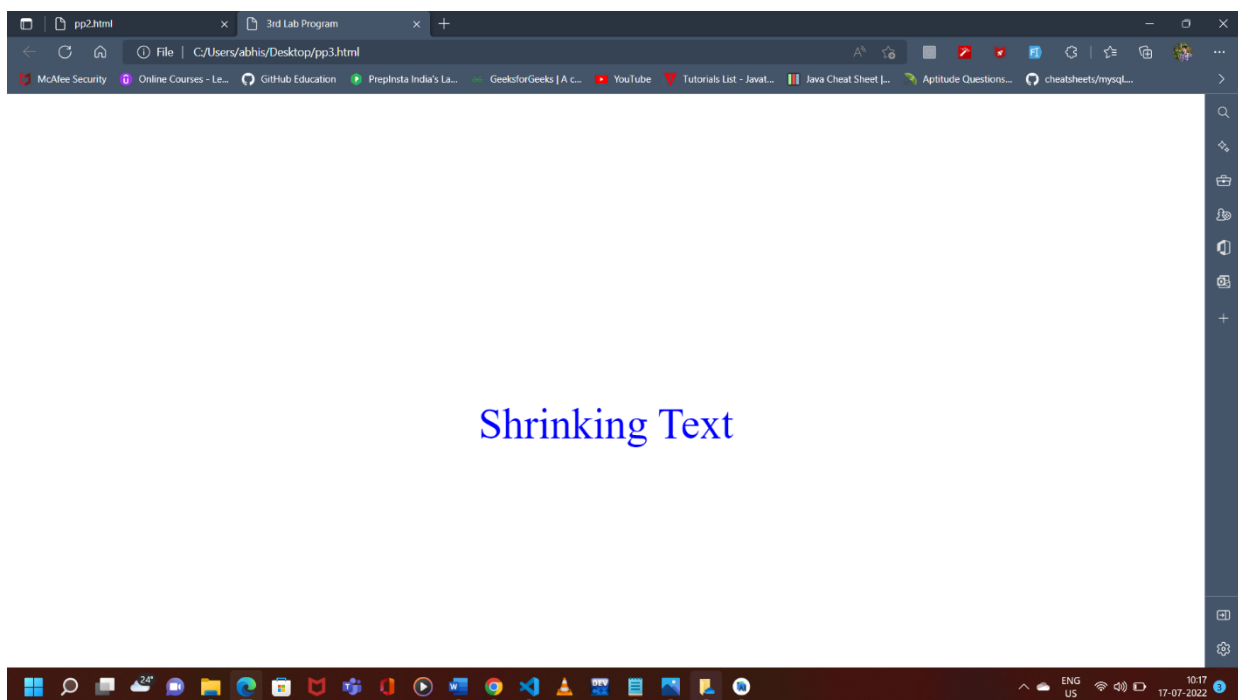 pp2.html 3rd Lab Program
File C:/Users/abhis/Desktop/pp3.html
McAfee Security Online Courses - Le... GitHub Education PrepInsta India's La... GeeksforGeeks | A c... YouTube Tutorials List - Javat... Java Cheat Sheet |... Aptitude Questions... cheatsheets/mysql...
Shrinking Text
24° DEV ENG 10:17
US 17-07-2022 3